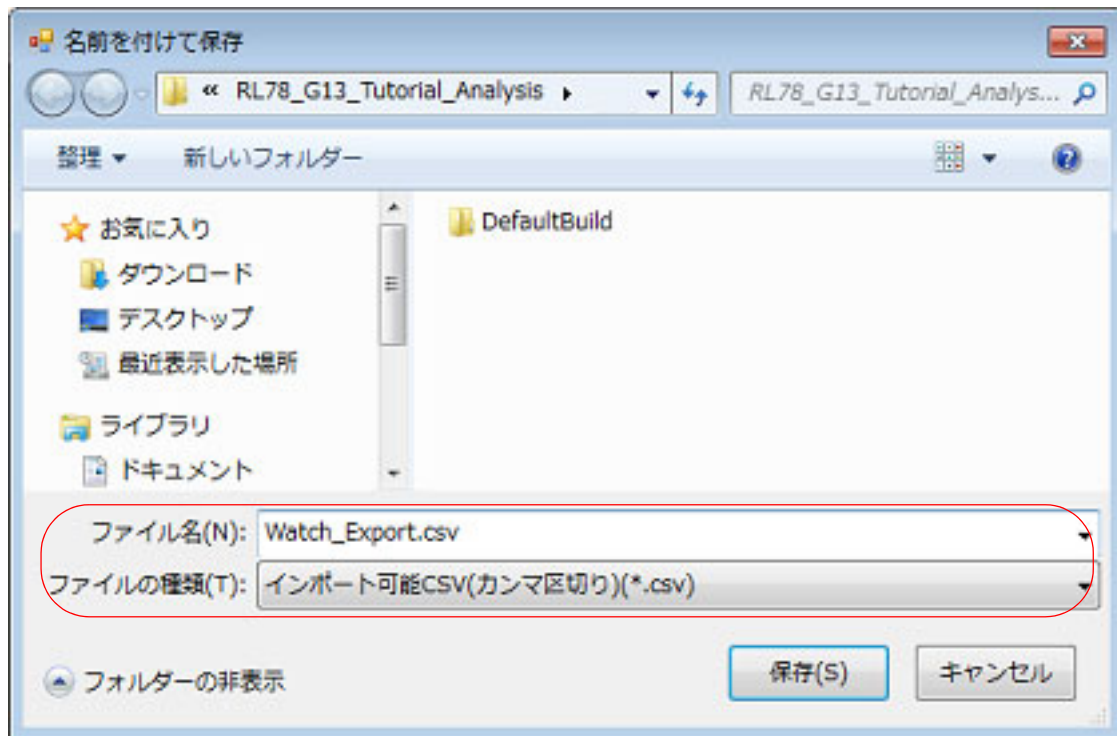 名前を付けて保存
« RL78_G13_Tutorial_Analysis
RL78_G13_Tutorial_Analys...
整理
新しいフォルダー
お気に入り
ダウンロード
デスクトップ
最近表示した場所
ライブラリ
ドキュメント
DefaultBuild
ファイル名(N): Watch_Export.csv
ファイルの種類(T): インポート可能CSV(カンマ区切り)(*.csv)
フォルダーの非表示
保存(S)
キャンセル